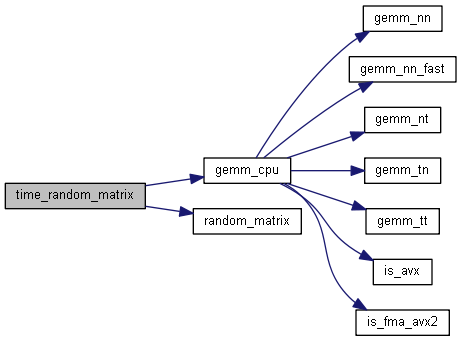 time_random_matrix
gemm_cpu
random_matrix
gemm_nn
gemm_nn_fast
gemm_nt
gemm_tn
gemm_tt
is_avx
is_fma_avx2